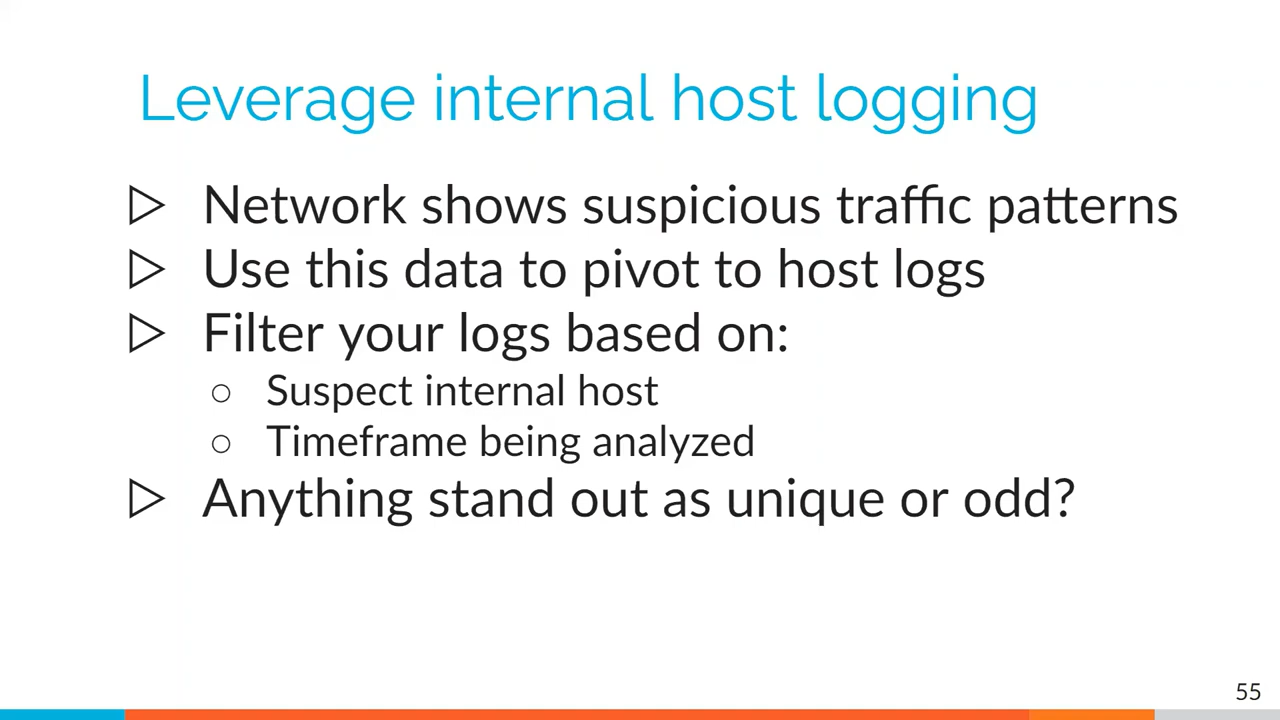 Leverage internal host logging
Network shows suspicious traffic patterns
Use this data to pivot to host logs
Filter your logs based on:
Suspect internal host
Timeframe being analyzed
Anything stand out as unique or odd?
55